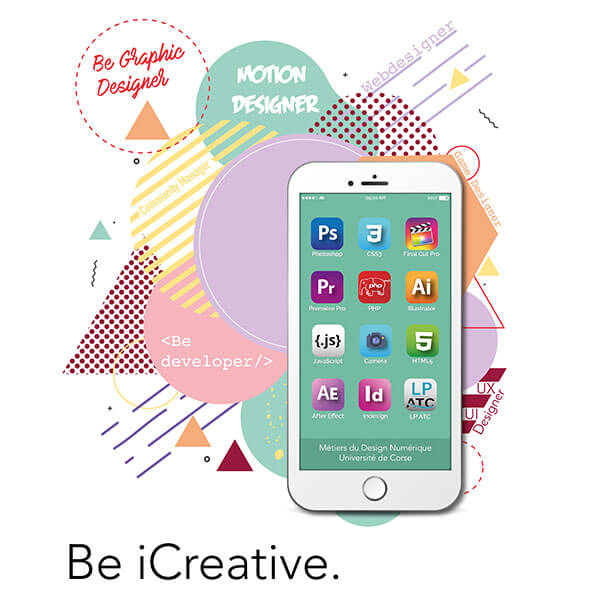 Be Graphic
Designer
MOTION
DESIGNER
Webdesigner
Community Manager
Game Designer
<Be
developer/>
UX
UI
Designer
Ps
Photoshop
CSS3
Final Cut Pro
Pr
Première Pro
php
PHP
Ai
Illustrator
{.js}
JavaScript
Camera
HTML5
AE
After Effect
Id
Indesign
LP
ATC
LP ATC
Métiers du Design Numérique
Université de Corse
Be iCreative.